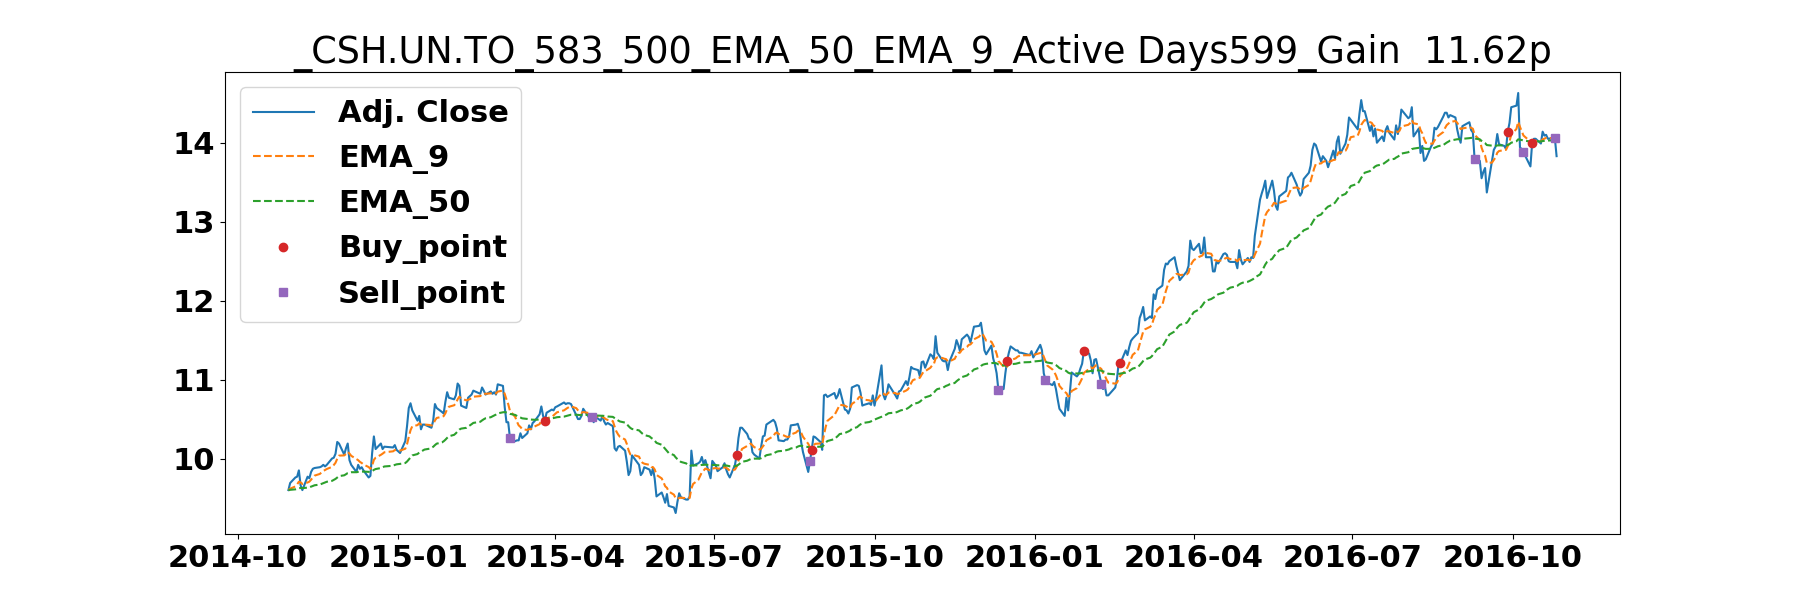 _CSH.UN.TO_583_500_EMA_50_EMA_9_Active Days599_Gain  11.62p
Adj. Close
EMA_9
EMA_50
Buy_point
Sell_point
14
13
12
11
10
2014-10 2015-01 2015-04 2015-07 2015-10 2016-01 2016-04 2016-07 2016-10